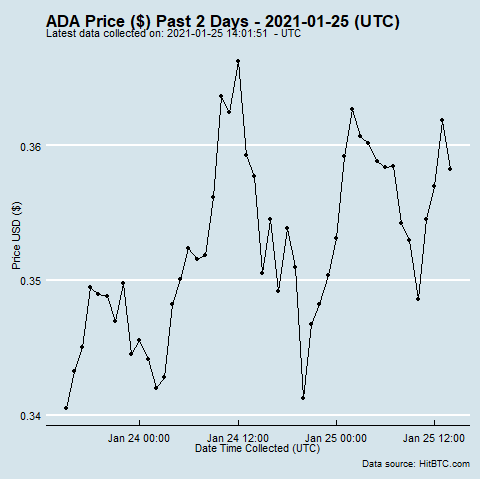 ADA Price ($) Past 2 Days - 2021-01-25 (UTC)
Latest data collected on: 2021-01-25 14:01:51 - UTC
0.36
0.35
0.34
Price USD ($)
Jan 24 00:00 Jan 24 12:00 Jan 25 00:00 Jan 25 12:00
Date Time Collected (UTC)
Data source: HitBTC.com